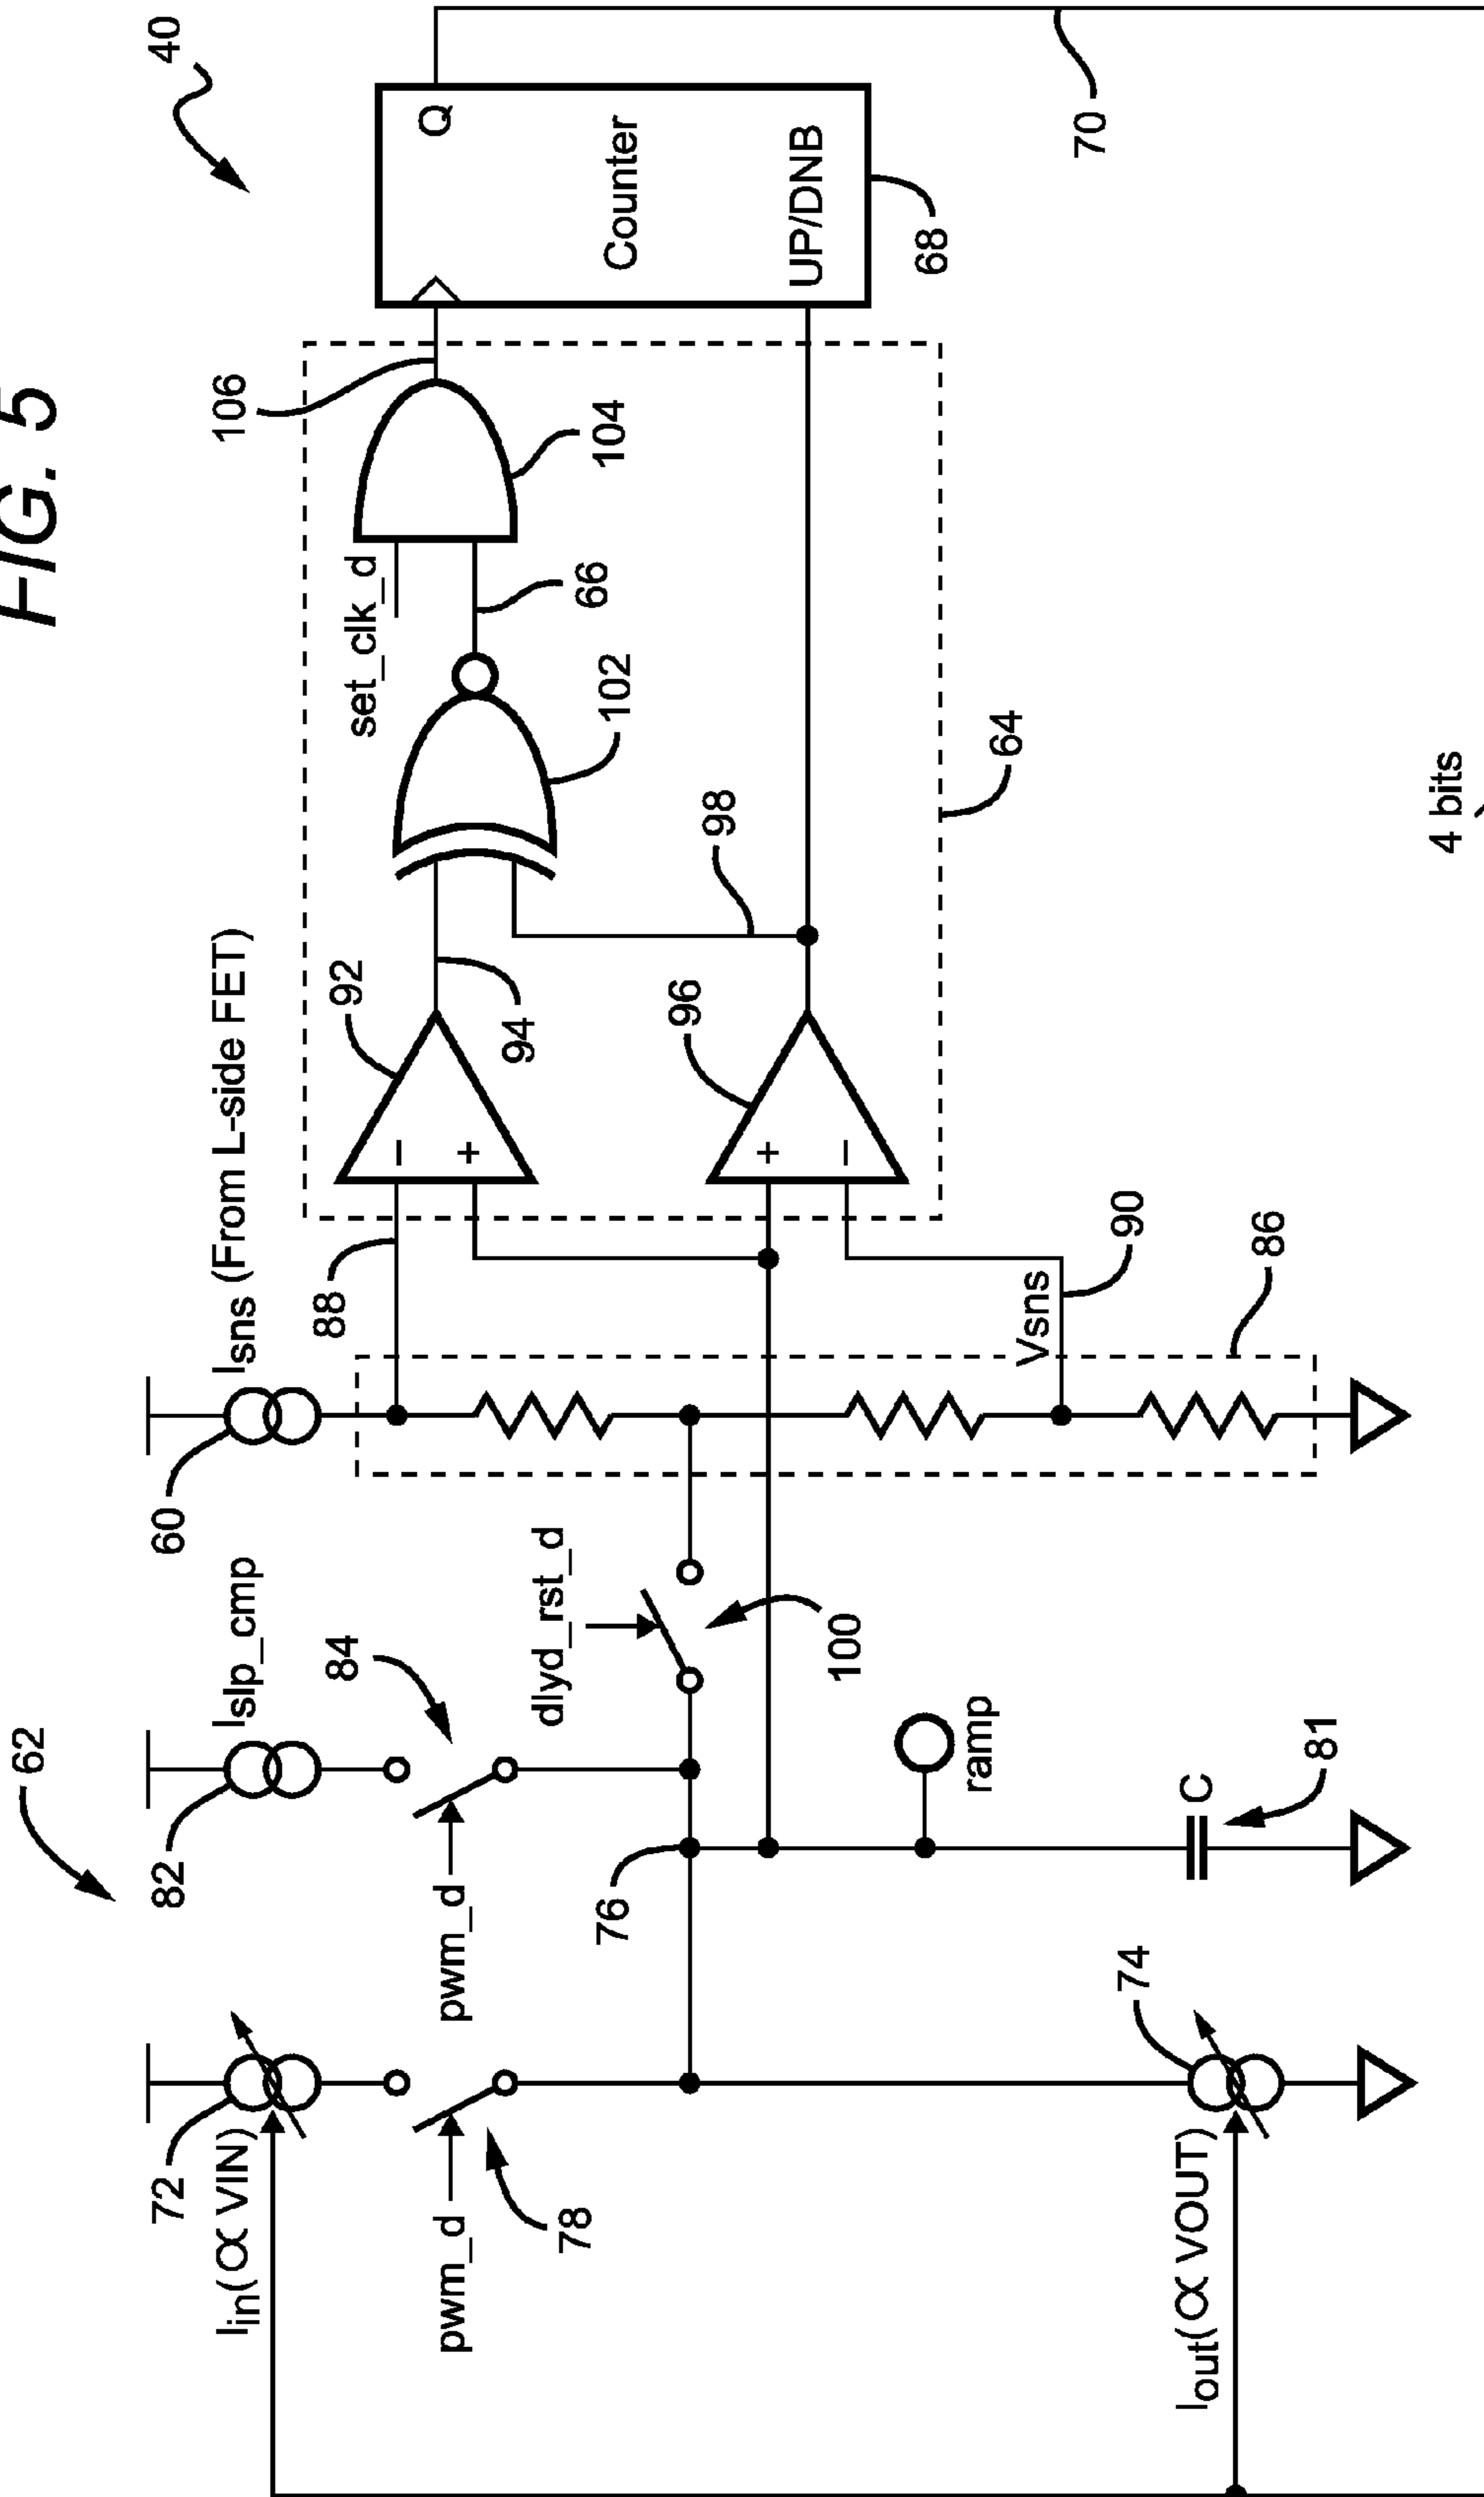 FIG. 5
40
62
72
Iin(∝ VIN)
pwm_d
78
82
Islp_cmp
84
pwm_d
60
Isns (From L-side FET)
88
dlyd_rst_d
100
76
ramp
C
81
74
Iout(∝ VOUT)
Vsns
90
86
92
−
+
94
96
+
−
98
102
set_clk_d
66
104
106
64
Q
Counter
UP/DNB
68
70
4 bits